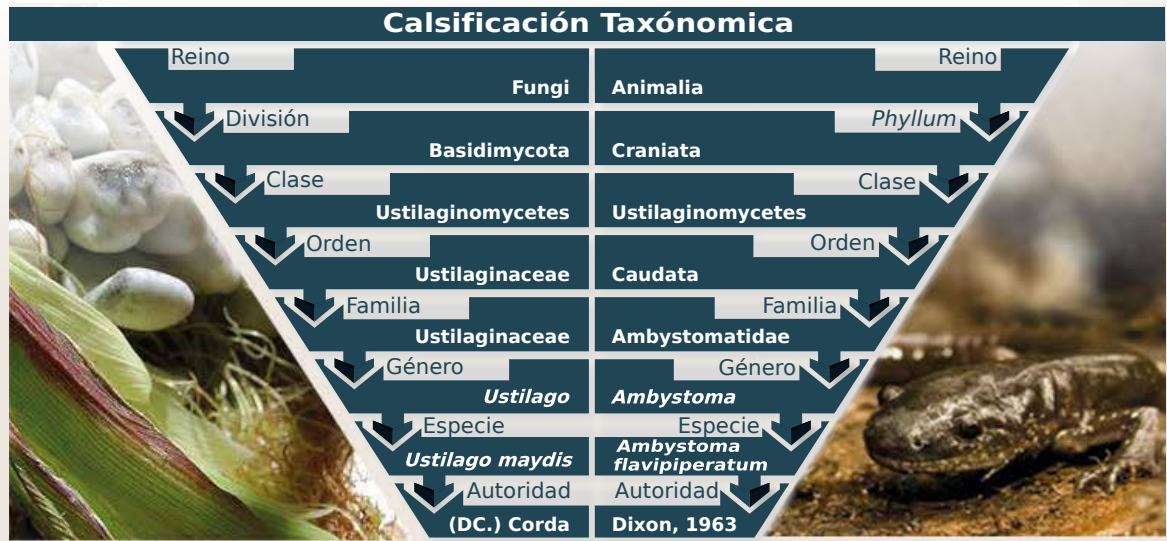 Calsificación Taxónomica
Reino
Fungi
División
Basidimycota
Clase
Ustilaginomycetes
Orden
Ustilaginaceae
Familia
Ustilaginaceae
Género
Ustilago
Especie
Ustilago maydis
Autoridad
(DC.) Corda
Reino
Animalia
Phyllum
Craniata
Clase
Ustilaginomycetes
Orden
Caudata
Familia
Ambystomatidae
Género
Ambystoma
Especie
Ambystoma
flavipiperatum
Autoridad
Dixon, 1963